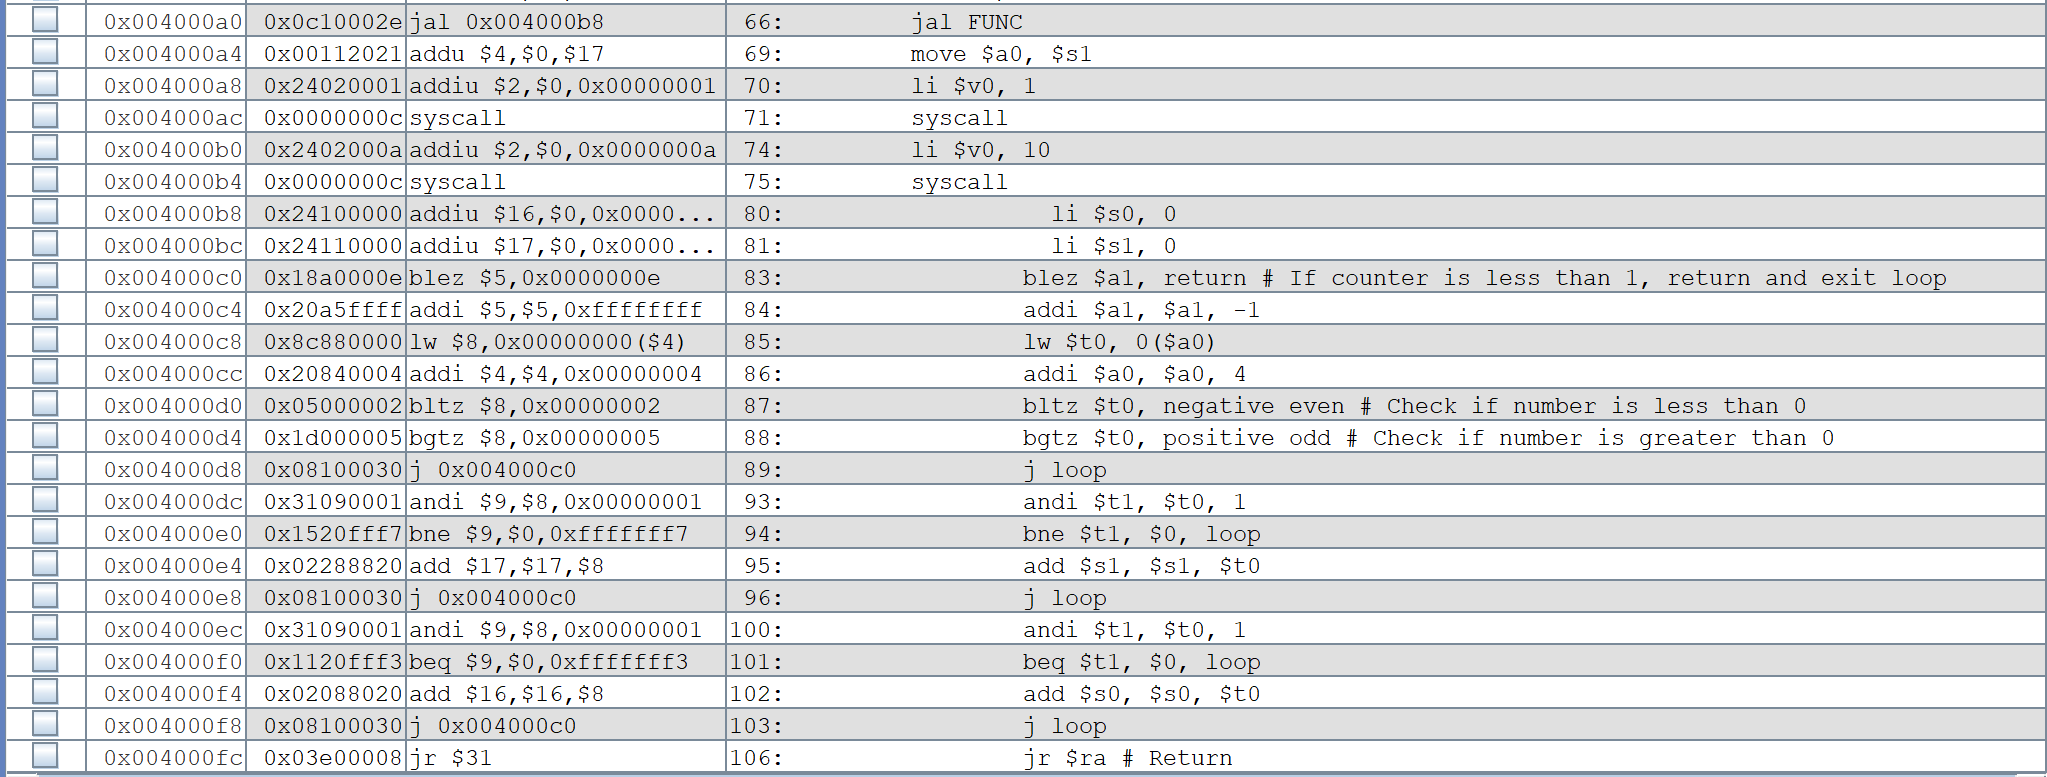 0x004000a0 0x0c10002e jal 0x004000b8 66: jal FUNC
0x004000a4 0x00112021 addu $4,$0,$17 69: move $a0, $s1
0x004000a8 0x24020001 addiu $2,$0,0x00000001 70: li $v0, 1
0x004000ac 0x0000000c syscall 71: syscall
0x004000b0 0x2402000a addiu $2,$0,0x0000000a 74: li $v0, 10
0x004000b4 0x0000000c syscall 75: syscall
0x004000b8 0x24100000 addiu $16,$0,0x0000... 80: li $s0, 0
0x004000bc 0x24110000 addiu $17,$0,0x0000... 81: li $s1, 0
0x004000c0 0x18a0000e blez $5,0x0000000e 83: blez $a1, return # If counter is less than 1, return and exit loop
0x004000c4 0x20a5ffff addi $5,$5,0xffffffff 84: addi $a1, $a1, -1
0x004000c8 0x8c880000 lw $8,0x00000000($4) 85: lw $t0, 0($a0)
0x004000cc 0x20840004 addi $4,$4,0x00000004 86: addi $a0, $a0, 4
0x004000d0 0x05000002 bltz $8,0x00000002 87: bltz $t0, negative even # Check if number is less than 0
0x004000d4 0x1d000005 bgtz $8,0x00000005 88: bgtz $t0, positive odd # Check if number is greater than 0
0x004000d8 0x08100030 j 0x004000c0 89: j loop
0x004000dc 0x31090001 andi $9,$8,0x00000001 93: andi $t1, $t0, 1
0x004000e0 0x1520fff7 bne $9,$0,0xfffffff7 94: bne $t1, $0, loop
0x004000e4 0x02288820 add $17,$17,$8 95: add $s1, $s1, $t0
0x004000e8 0x08100030 j 0x004000c0 96: j loop
0x004000ec 0x31090001 andi $9,$8,0x00000001 100: andi $t1, $t0, 1
0x004000f0 0x1120fff3 beq $9,$0,0xfffffff3 101: beq $t1, $0, loop
0x004000f4 0x02088020 add $16,$16,$8 102: add $s0, $s0, $t0
0x004000f8 0x08100030 j 0x004000c0 103: j loop
0x004000fc 0x03e00008 jr $31 106: jr $ra # Return